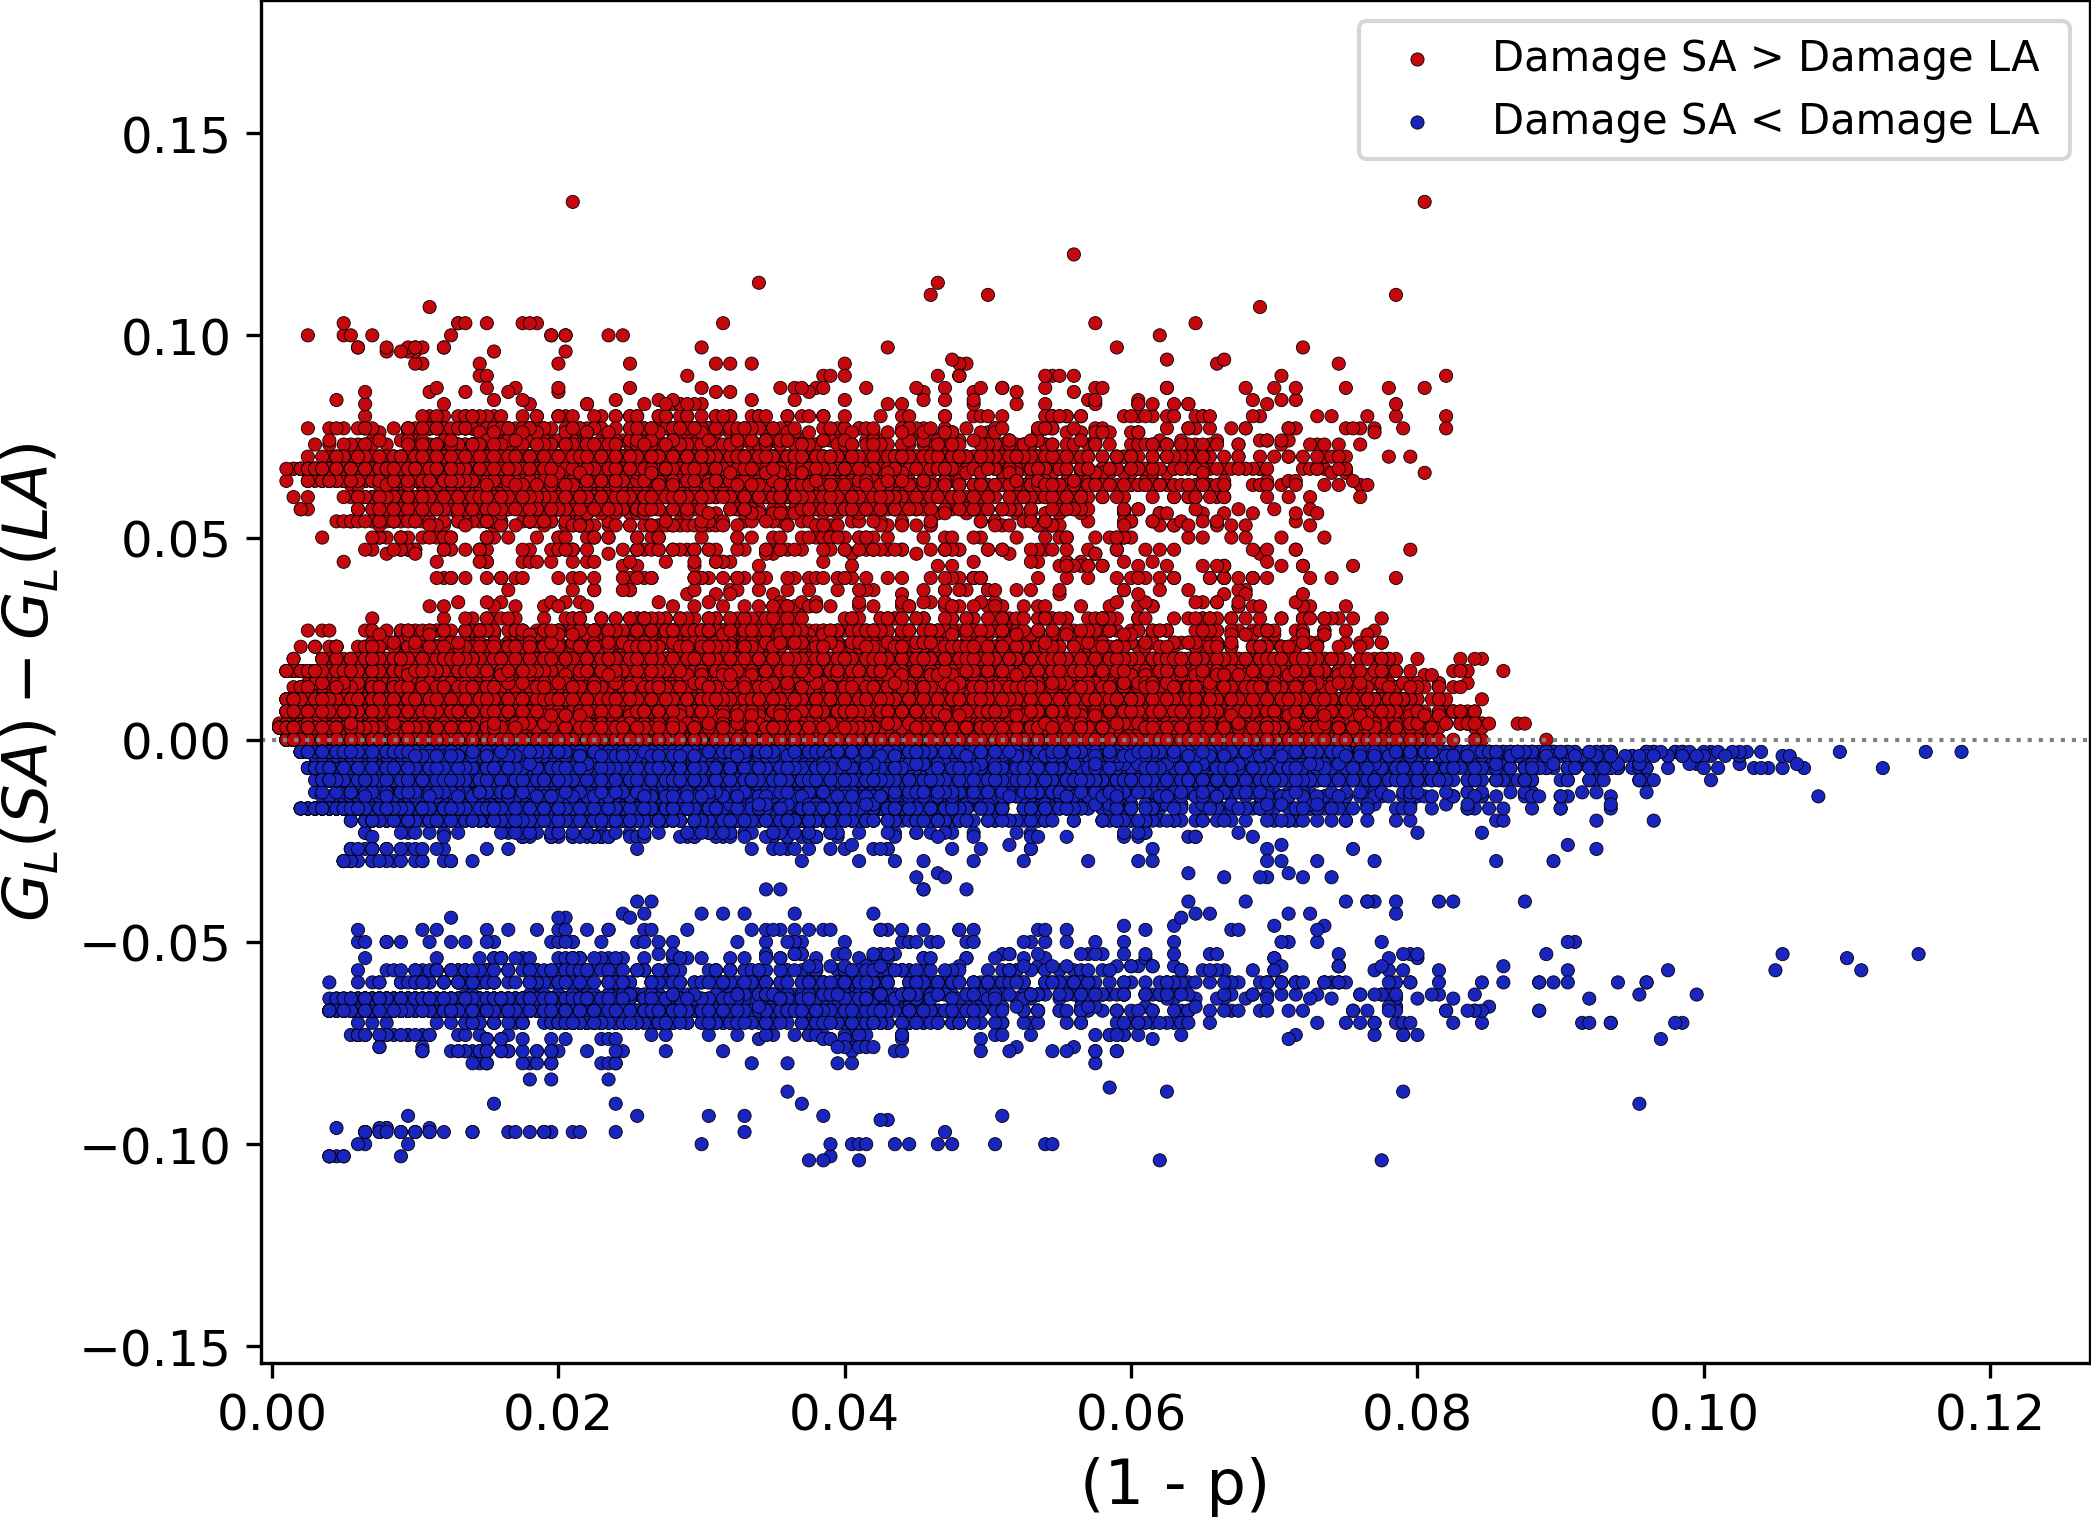 Damage SA > Damage LA
Damage SA < Damage LA
0.15
0.10
0.05
0.00
−0.05
−0.10
−0.15
G_L(SA) − G_L(LA)
0.00 0.02 0.04 0.06 0.08 0.10 0.12
(1 - p)